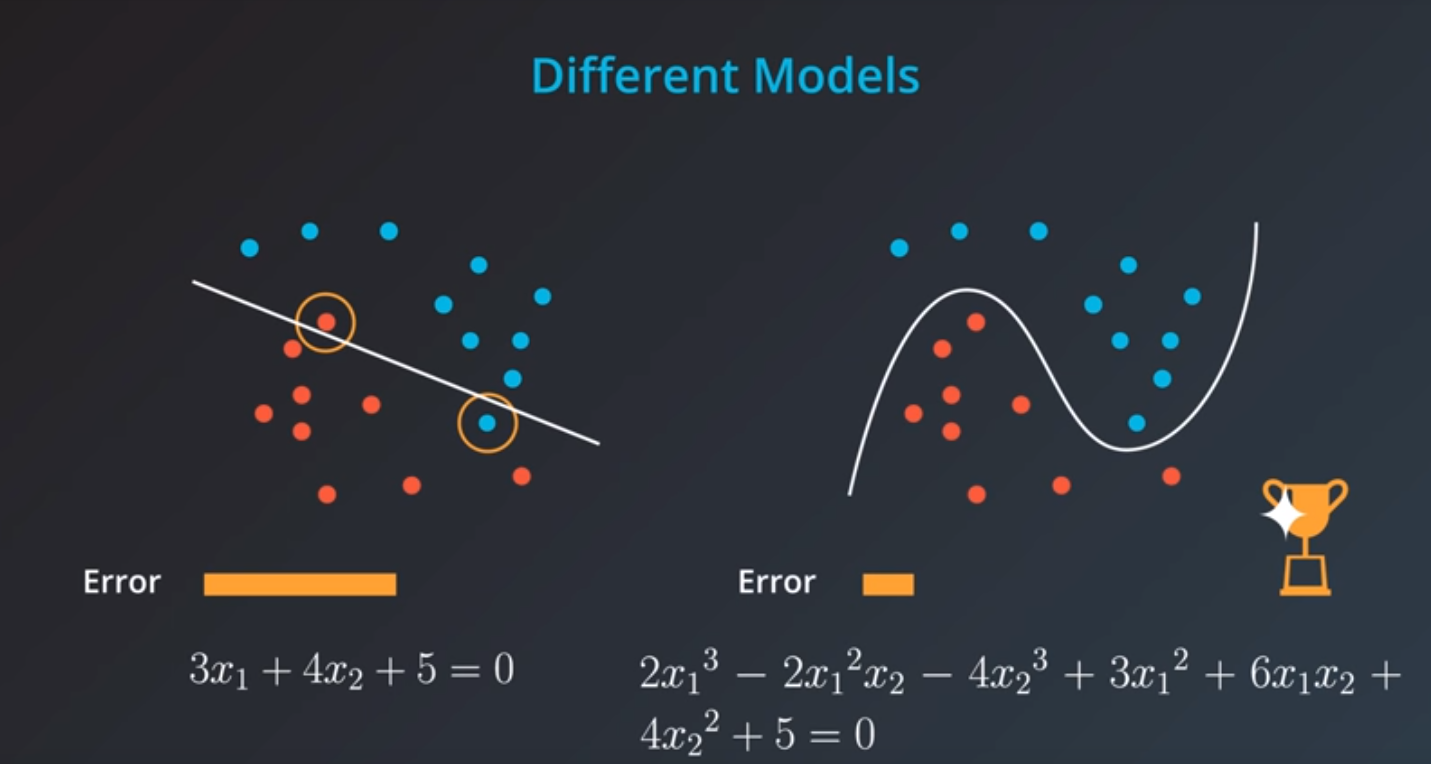 Different Models
Error
Error
3x₁ + 4x₂ + 5 = 0
2x₁³ − 2x₁²x₂ − 4x₂³ + 3x₁² + 6x₁x₂ +
4x₂² + 5 = 0